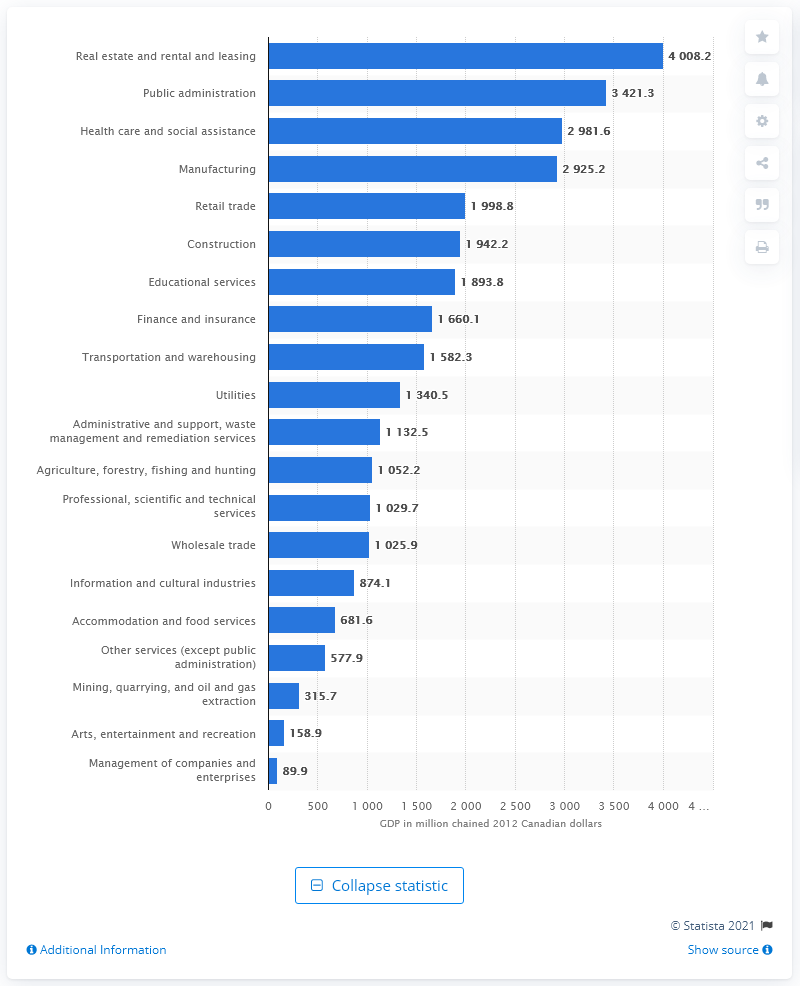 Real estate and rental and leasing 4 008.2
Public administration 3 421.3
Health care and social assistance 2 981.6
Manufacturing 2 925.2
Retail trade 1 998.8
Construction 1 942.2
Educational services 1 893.8
Finance and insurance 1 660.1
Transportation and warehousing 1 582.3
Utilities 1 340.5
Administrative and support, waste
management and remediation services 1 132.5
Agriculture, forestry, fishing and hunting 1 052.2
Professional, scientific and technical
services 1 029.7
Wholesale trade 1 025.9
Information and cultural industries 874.1
Accommodation and food services 681.6
Other services (except public
administration) 577.9
Mining, quarrying, and oil and gas
extraction 315.7
Arts, entertainment and recreation 158.9
Management of companies and
enterprises 89.9
0 500 1 000 1 500 2 000 2 500 3 000 3 500 4 000 4 ...
GDP in million chained 2012 Canadian dollars
Collapse statistic
© Statista 2021
Additional Information Show source